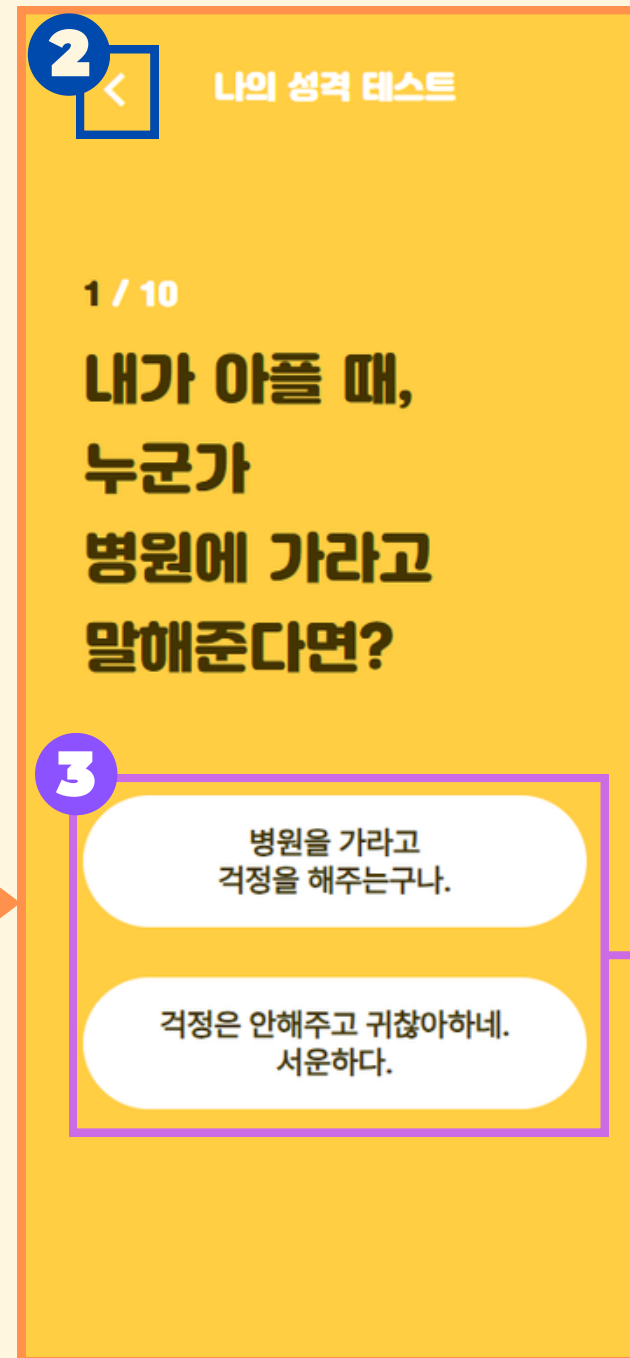 2
< 나의 성격 테스트
1 / 10
내가 아플 때,
누군가
병원에 가라고
말해준다면?
3
병원을 가라고
걱정을 해주는구나.
걱정은 안해주고 귀찮아하네.
서운하다.